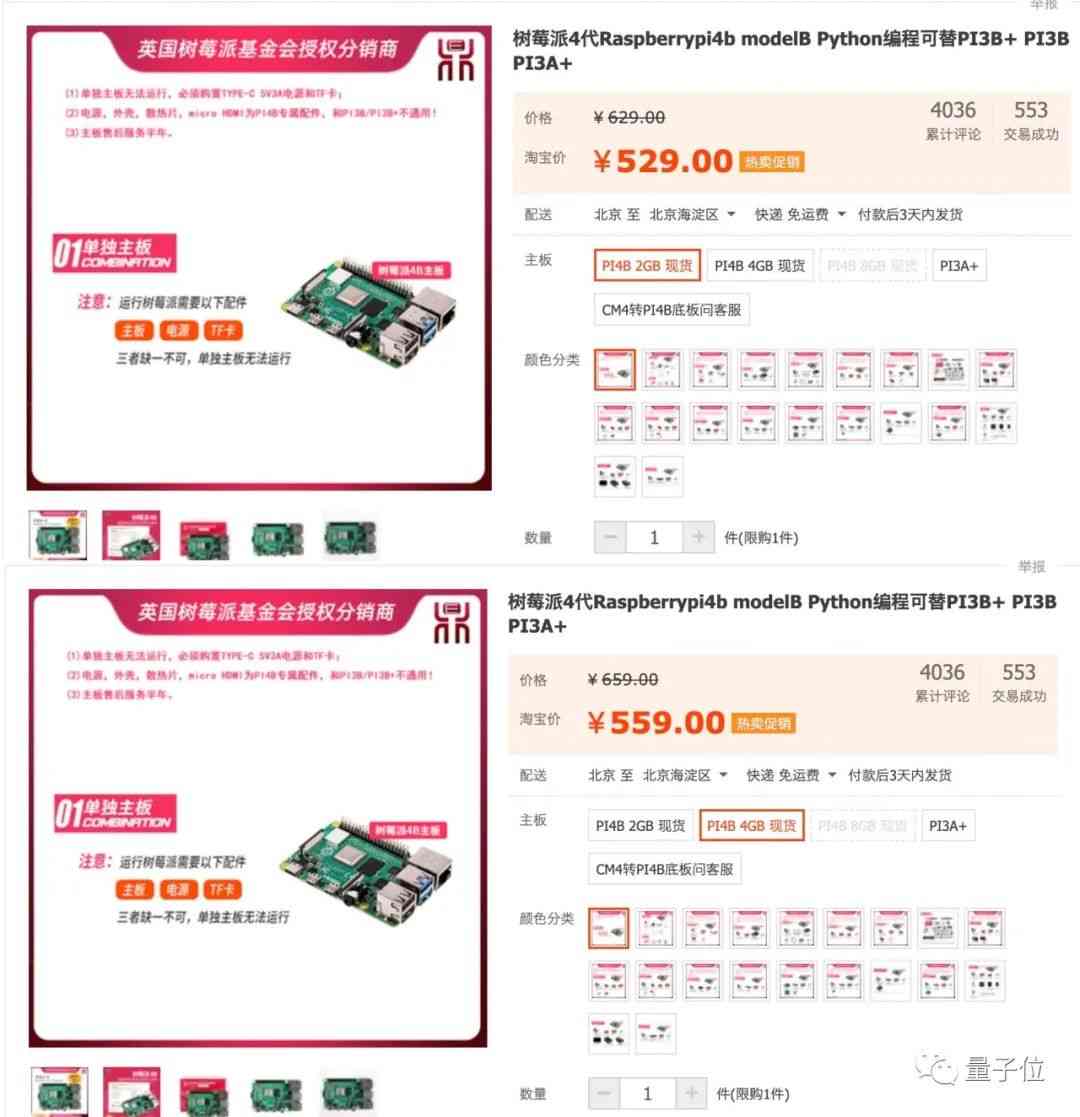 举报
英国树莓派基金会授权分销商
(1)单独主板无法运行，必须购置TYPE-C 5V3A电源和TF卡；
(2)电源、外壳、散热片、micro HDMI为PI4B专属配件，和PI3B/PI3B+不通用！
(3)主板售后服务半年。
01单独主板
COMBINATION
树莓派4B主板
注意：运行树莓派需要以下配件
主板 电源 TF卡
三者缺一不可，单独主板无法运行
树莓派4代Raspberrypi4b modelB Python编程可替PI3B+ PI3B
PI3A+
价格 ¥629.00
4036 553
累计评论 交易成功
淘宝价 ¥529.00 热卖促销
配送 北京 至 北京海淀区 快递 免运费 付款后3天内发货
主板 PI4B 2GB 现货 PI4B 4GB 现货 PI4B 8GB 现货 PI3A+
CM4转PI4B底板问客服
颜色分类
数量 − 1 + 件(限购1件)
举报
英国树莓派基金会授权分销商
(1)单独主板无法运行，必须购置TYPE-C 5V3A电源和TF卡；
(2)电源、外壳、散热片、micro HDMI为PI4B专属配件，和PI3B/PI3B+不通用！
(3)主板售后服务半年。
01单独主板
COMBINATION
树莓派4B主板
注意：运行树莓派需要以下配件
主板 电源 TF卡
三者缺一不可，单独主板无法运行
树莓派4代Raspberrypi4b modelB Python编程可替PI3B+ PI3B
PI3A+
价格 ¥659.00
4036 553
累计评论 交易成功
淘宝价 ¥559.00 热卖促销
配送 北京 至 北京海淀区 快递 免运费 付款后3天内发货
主板 PI4B 2GB 现货 PI4B 4GB 现货 PI4B 8GB 现货 PI3A+
CM4转PI4B底板问客服
颜色分类
数量 − 1 + 件(限购1件)
量子位